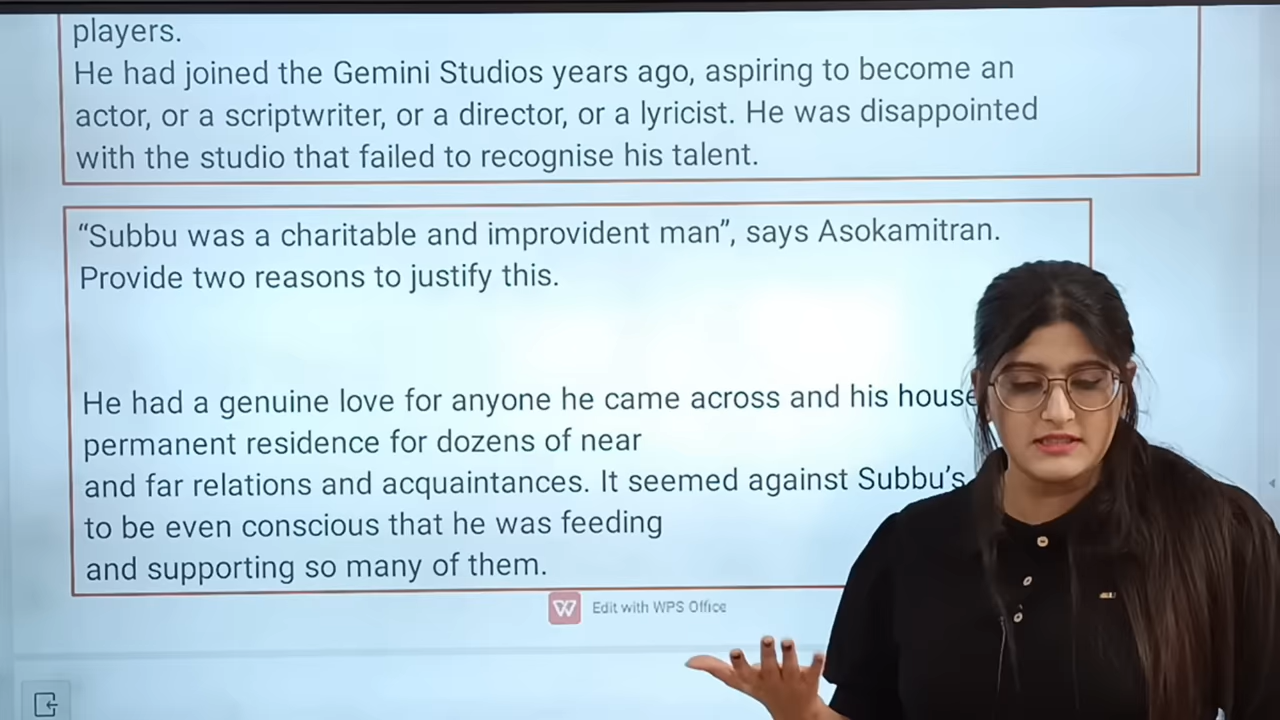 players.
He had joined the Gemini Studios years ago, aspiring to become an
actor, or a scriptwriter, or a director, or a lyricist. He was disappointed
with the studio that failed to recognise his talent.
“Subbu was a charitable and improvident man”, says Asokamitran.
Provide two reasons to justify this.
He had a genuine love for anyone he came across and his house
permanent residence for dozens of near
and far relations and acquaintances. It seemed against Subbu’s
to be even conscious that he was feeding
and supporting so many of them.
Edit with WPS Office